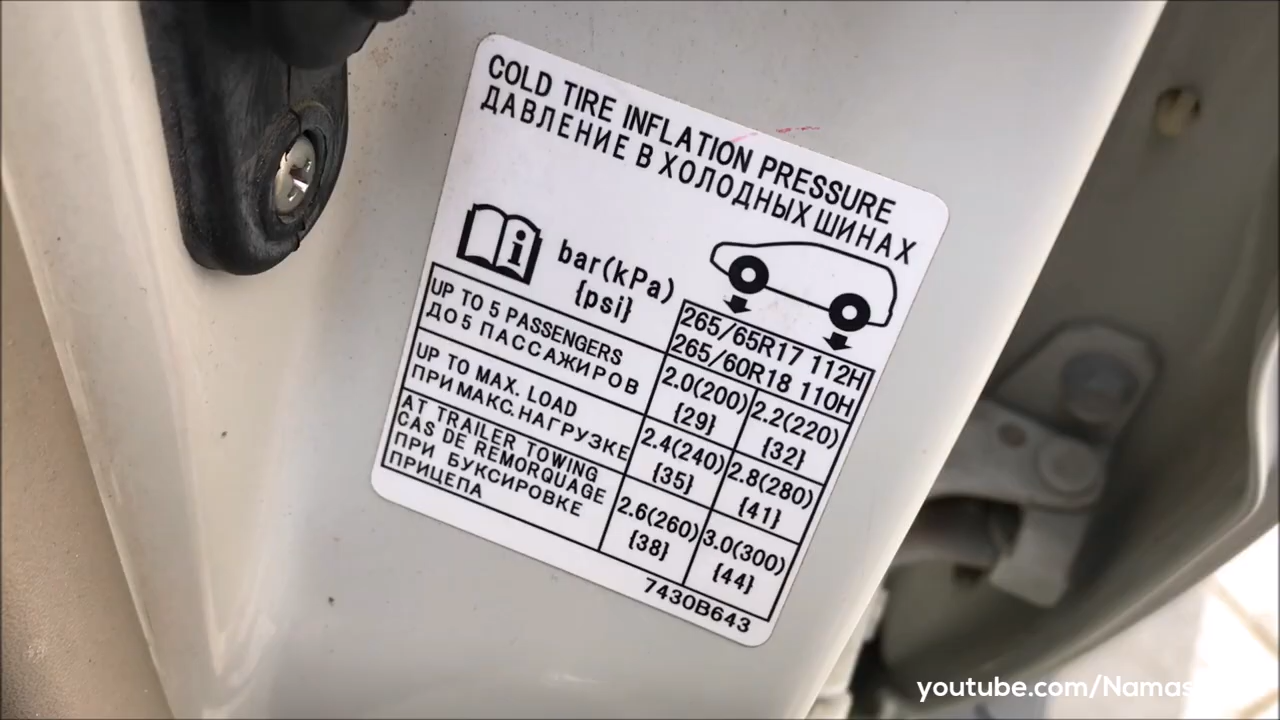 COLD TIRE INFLATION PRESSURE
ДАВЛЕНИЕ В ХОЛОДНЫХ ШИНАХ
i
bar(kPa)
{psi}
265/65R17 112H
265/60R18 110H
UP TO 5 PASSENGERS
ДО 5 ПАССАЖИРОВ
2.0(200)
{29}
2.2(220)
{32}
UP TO MAX. LOAD
ПРИ МАКС. НАГРУЗКЕ
2.4(240)
{35}
2.8(280)
{41}
AT TRAILER TOWING
CAS DE REMORQUAGE
ПРИ БУКСИРОВКЕ
ПРИЦЕПА
2.6(260)
{38}
3.0(300)
{44}
7430B643
youtube.com/Namas